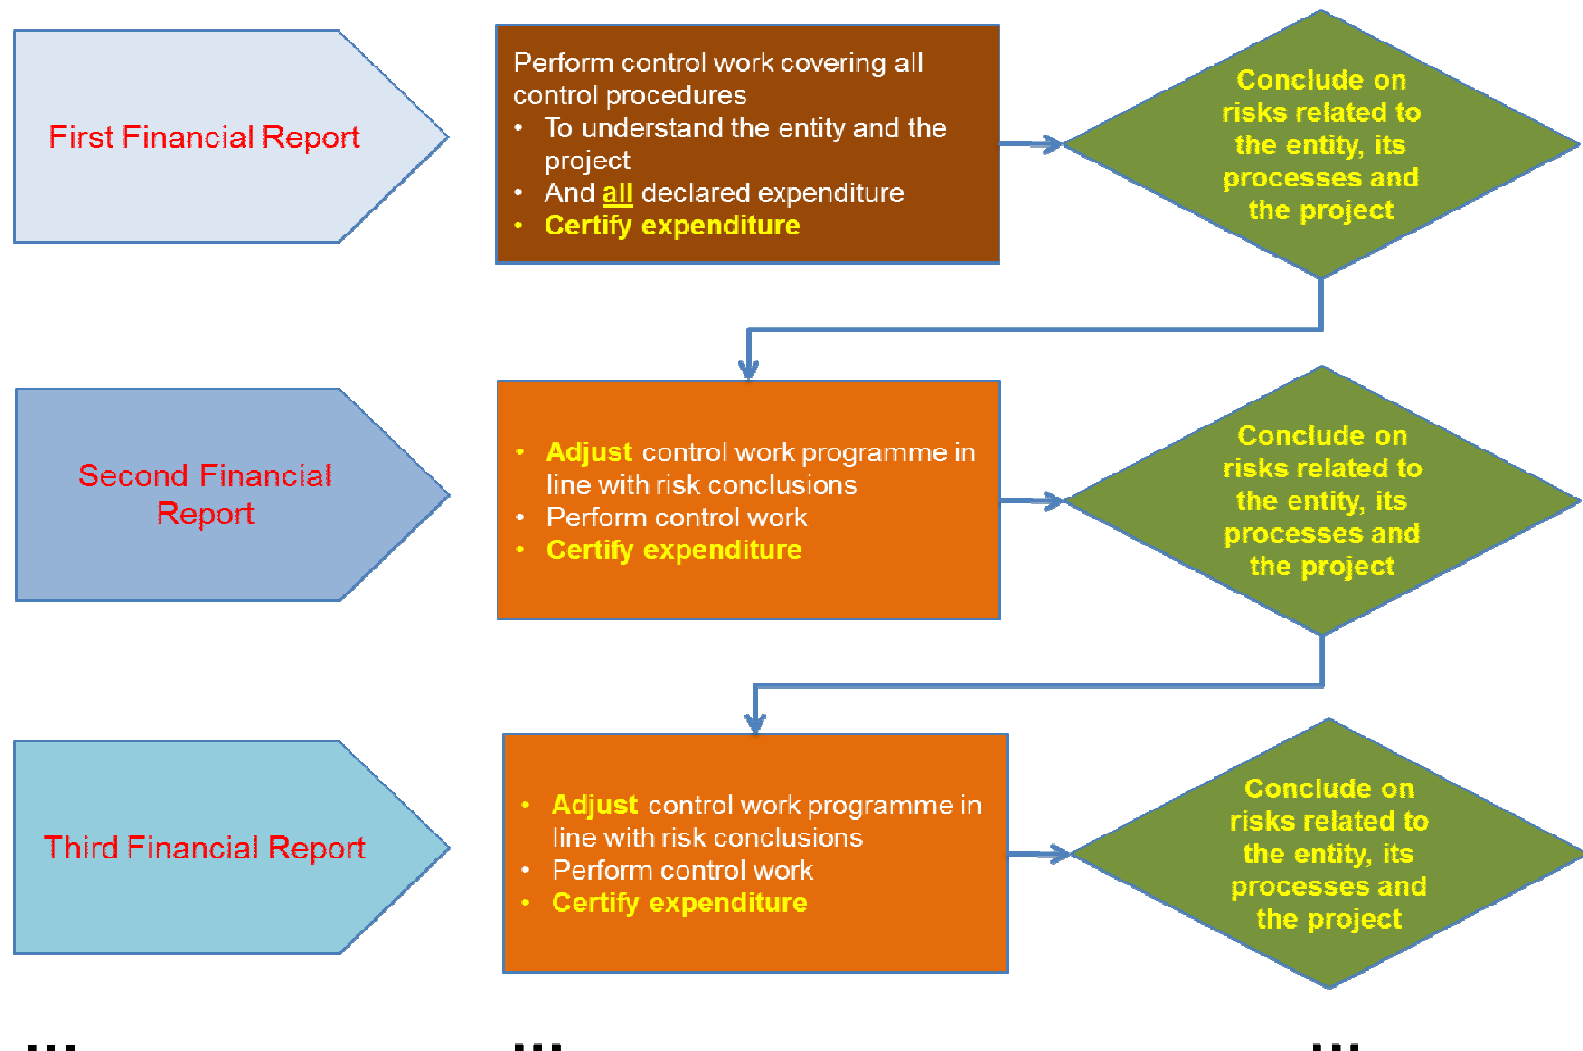 First Financial Report
Perform control work covering all
control procedures
• To understand the entity and the
project
• And all declared expenditure
• Certify expenditure
Conclude on
risks related to
the entity, its
processes and
the project
Second Financial
Report
• Adjust control work programme in
line with risk conclusions
• Perform control work
• Certify expenditure
Conclude on
risks related to
the entity, its
processes and
the project
Third Financial Report
• Adjust control work programme in
line with risk conclusions
• Perform control work
• Certify expenditure
Conclude on
risks related to
the entity, its
processes and
the project
... ... ...